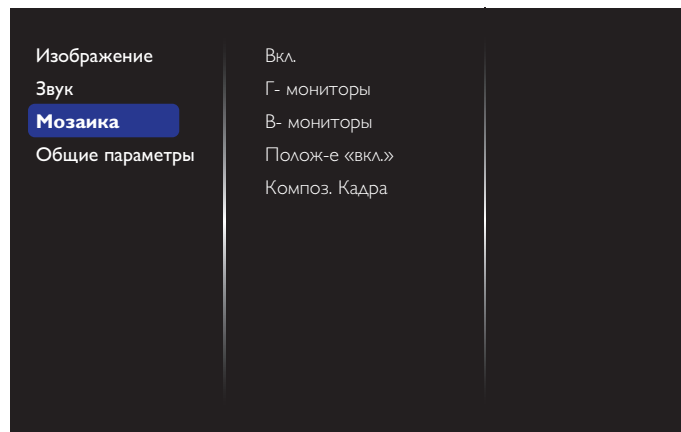 Изображение
Звук
Мозаика
Общие параметры
Вкл.
Г- мониторы
В- мониторы
Полож-е «вкл.»
Композ. Кадра